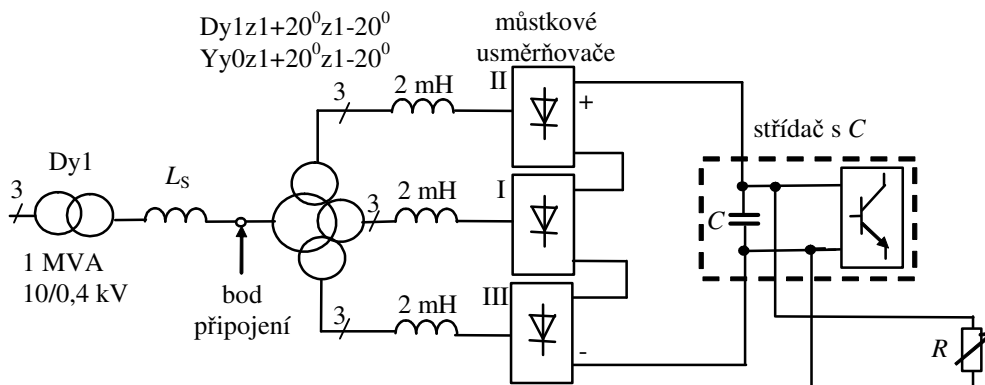 Dy1z1+20⁰z1-20⁰
Yy0z1+20⁰z1-20⁰
můstkové
usměrňovače
3
2 mH
II
+
střídač s C
Dy1
3
L_S
3
2 mH
I
C
1 MVA
10/0,4 kV
bod
připojení
3
2 mH
III
-
R